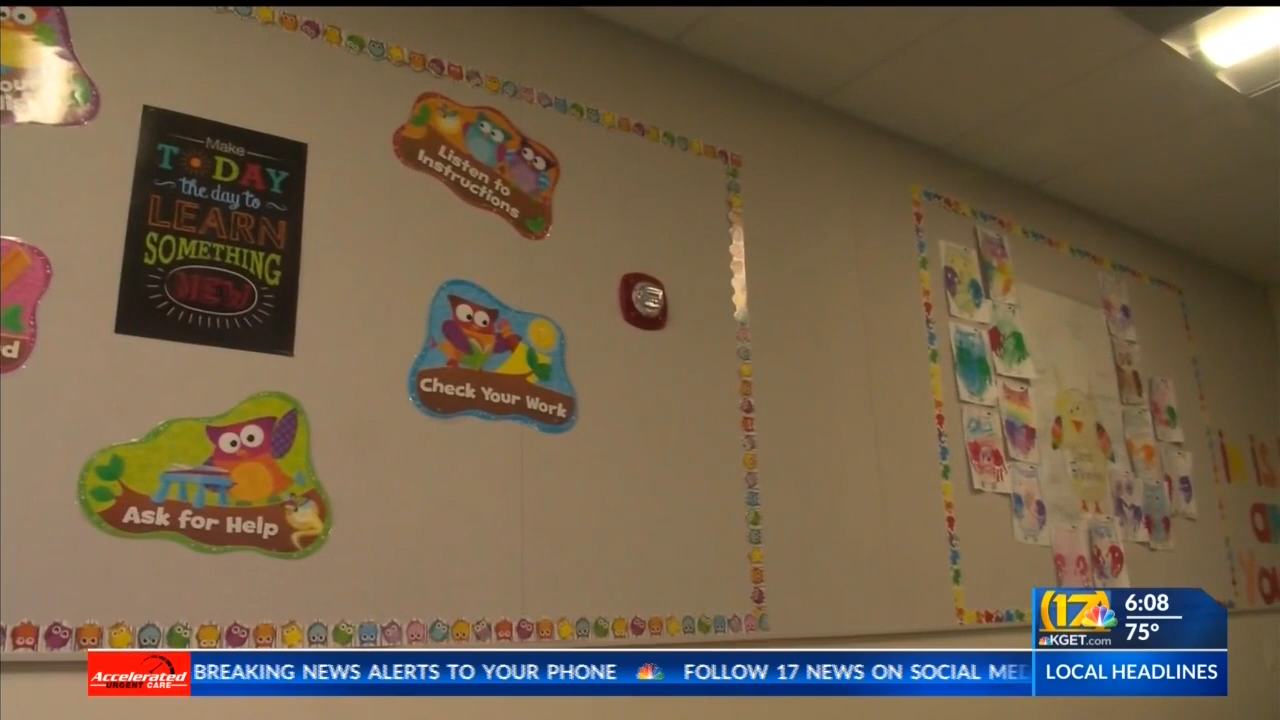 Make
TODAY
the day to
LEARN
SOMETHING
NEW
Listen to
Instructions
Check Your Work
Ask for Help
17
KGET.com
6:08
75°
Accelerated
URGENT CARE
BREAKING NEWS ALERTS TO YOUR PHONE
FOLLOW 17 NEWS ON SOCIAL MED
LOCAL HEADLINES